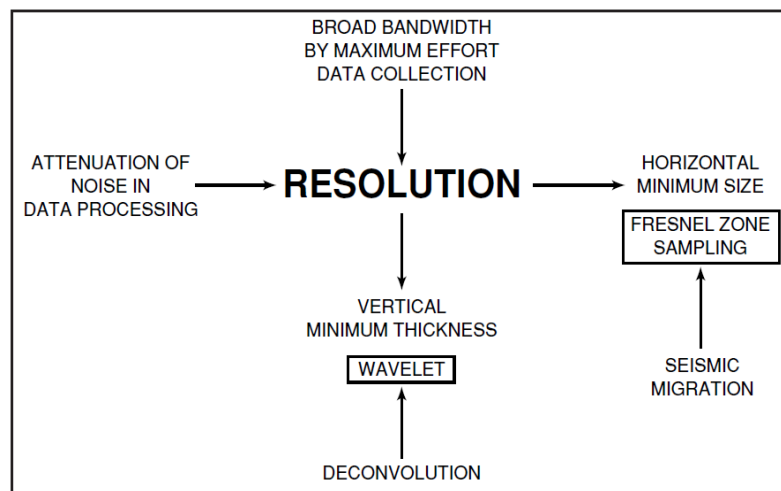 BROAD BANDWIDTH
BY MAXIMUM EFFORT
DATA COLLECTION
ATTENUATION OF
NOISE IN
DATA PROCESSING
RESOLUTION
HORIZONTAL
MINIMUM SIZE
FRESNEL ZONE
SAMPLING
VERTICAL
MINIMUM THICKNESS
WAVELET
SEISMIC
MIGRATION
DECONVOLUTION